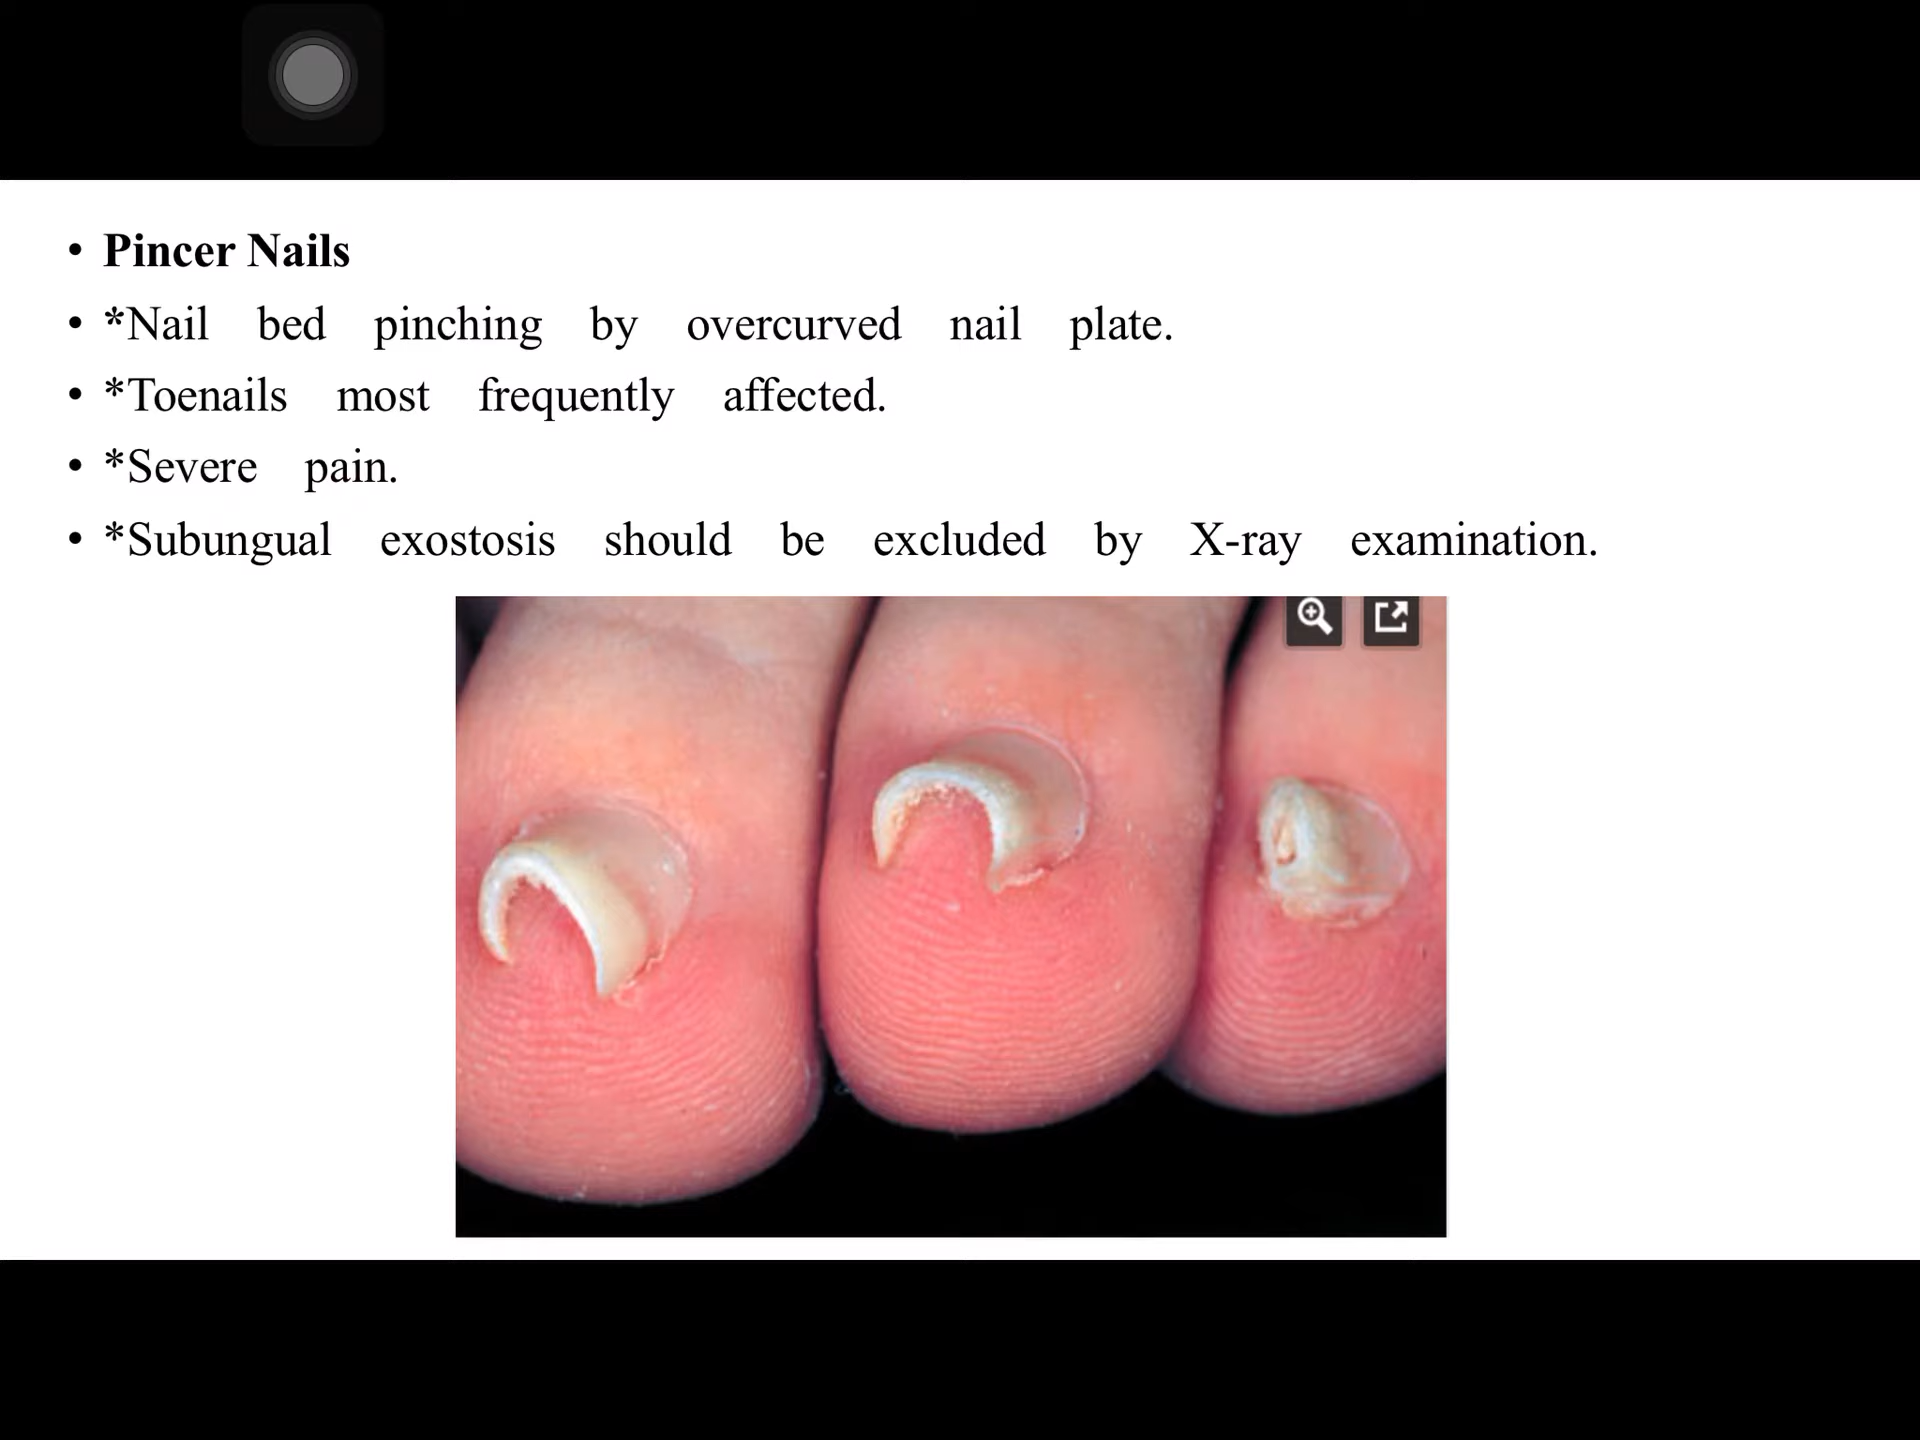 • Pincer Nails
• *Nail bed pinching by overcurved nail plate.
• *Toenails most frequently affected.
• *Severe pain.
• *Subungual exostosis should be excluded by X-ray examination.